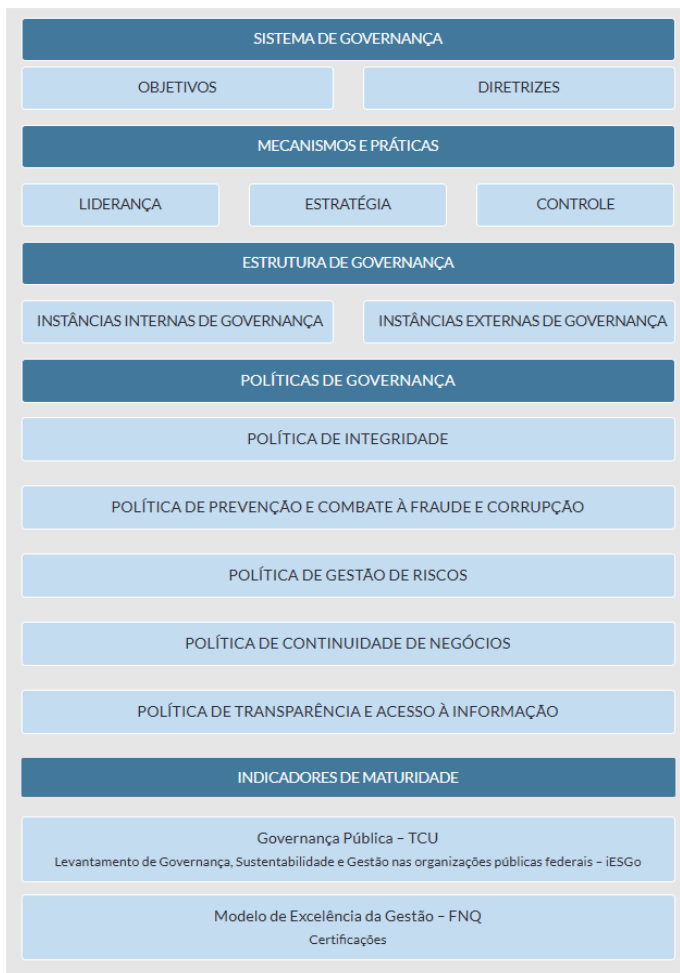 SISTEMA DE GOVERNANÇA
OBJETIVOS
DIRETRIZES
MECANISMOS E PRÁTICAS
LIDERANÇA
ESTRATÉGIA
CONTROLE
ESTRUTURA DE GOVERNANÇA
INSTÂNCIAS INTERNAS DE GOVERNANÇA
INSTÂNCIAS EXTERNAS DE GOVERNANÇA
POLÍTICAS DE GOVERNANÇA
POLÍTICA DE INTEGRIDADE
POLÍTICA DE PREVENÇÃO E COMBATE À FRAUDE E CORRUPÇÃO
POLÍTICA DE GESTÃO DE RISCOS
POLÍTICA DE CONTINUIDADE DE NEGÓCIOS
POLÍTICA DE TRANSPARÊNCIA E ACESSO À INFORMAÇÃO
INDICADORES DE MATURIDADE
Governança Pública – TCU
Levantamento de Governança, Sustentabilidade e Gestão nas organizações públicas federais – iESGo
Modelo de Excelência da Gestão – FNQ
Certificações